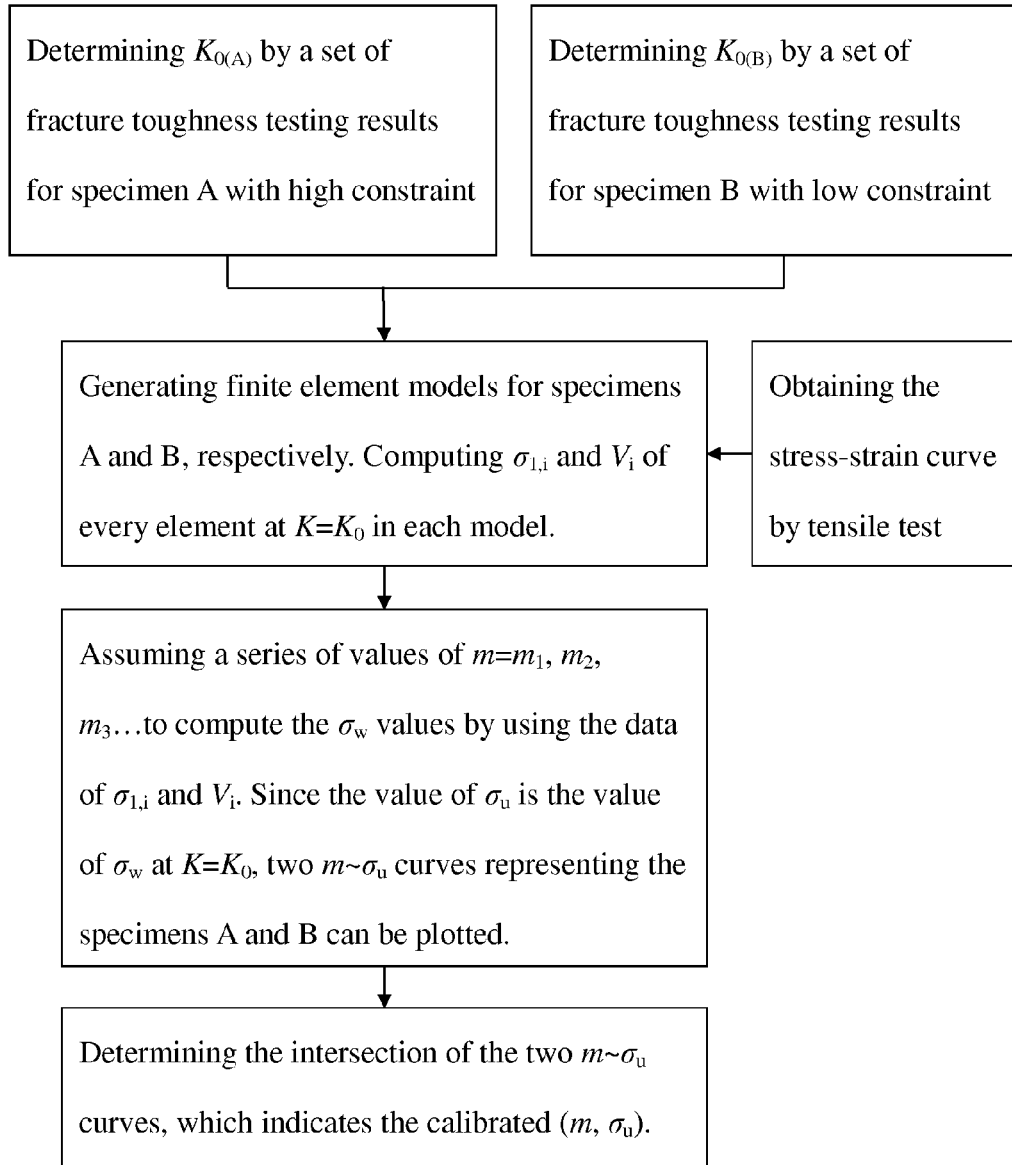 Determining K0(A) by a set of
fracture toughness testing results
for specimen A with high constraint
Determining K0(B) by a set of
fracture toughness testing results
for specimen B with low constraint
Generating finite element models for specimens
A and B, respectively. Computing σ1,i and Vi of
every element at K=K0 in each model.
Obtaining the
stress-strain curve
by tensile test
Assuming a series of values of m=m1, m2,
m3…to compute the σw values by using the data
of σ1,i and Vi. Since the value of σu is the value
of σw at K=K0, two m~σu curves representing the
specimens A and B can be plotted.
Determining the intersection of the two m~σu
curves, which indicates the calibrated (m, σu).